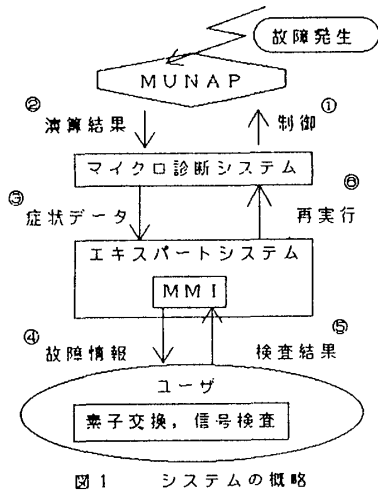 故障発生
MUNAP
② 演算結果 ① 制御
マイクロ診断システム
③ 症状データ ⑥ 再実行
エキスパートシステム
MMI
④ 故障情報 ⑤ 検査結果
ユーザ
素子交換，信号検査
図1 システムの概略